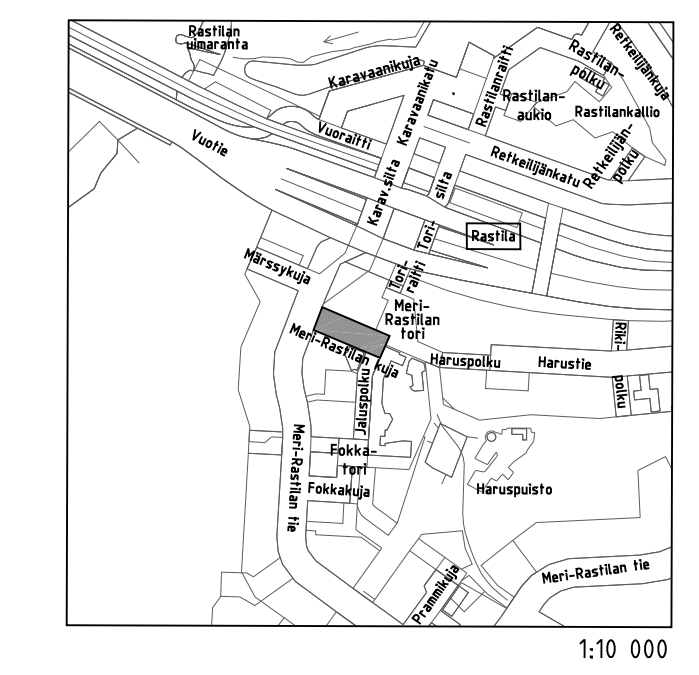 Rastilan
uimaranta
Karavaanikuja
Karavaanikatu
Rastilanraitti
Rastilan-
polku
Retkeilijänkuja
Rastilan-
aukio
Rastilankallio
Vuotie
Vuoraitti
Retkeilijänkatu
Retkeilijän-
polku
Karav.silta
silta
Tori-
Rastila
Märssykuja
Tori-
raitti
Meri-
Rastilan
tori
Meri-Rastilan kuja
Haruspolku
Harustie
Riki-
polku
Jaluspolku
Meri-Rastilan tie
Fokka-
tori
Fokkakuja
Haruspuisto
Prammikuja
Meri-Rastilan tie
1:10 000